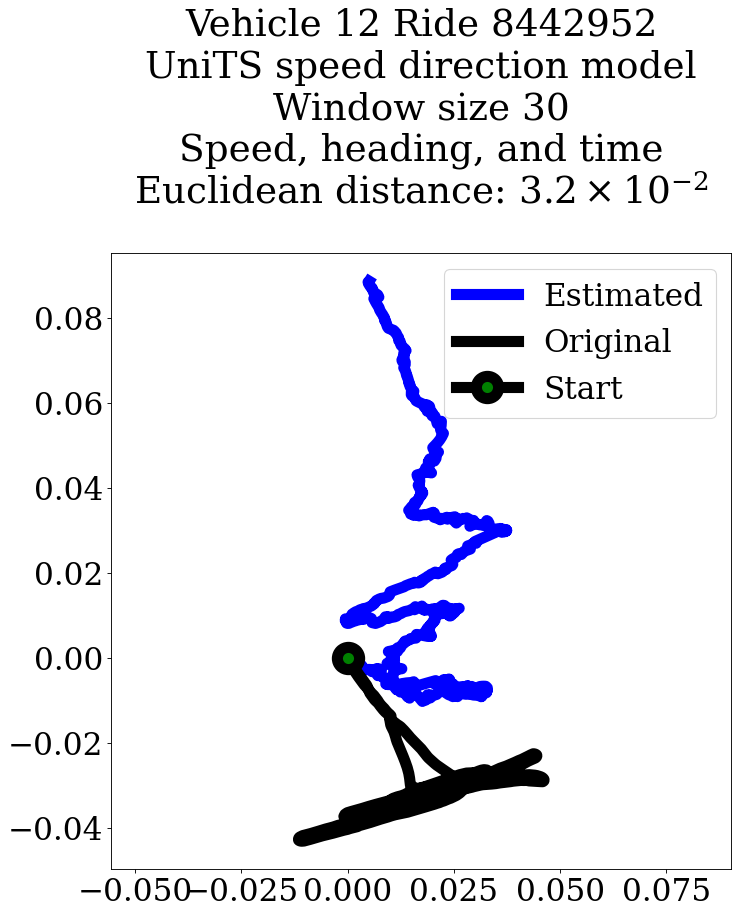 Vehicle 12 Ride 8442952
UniTS speed direction model
Window size 30
Speed, heading, and time
Euclidean distance: 3.2 × 10⁻²
Estimated
Original
Start
0.08
0.06
0.04
0.02
0.00
−0.02
−0.04
−0.050 −0.025 0.000 0.025 0.050 0.075